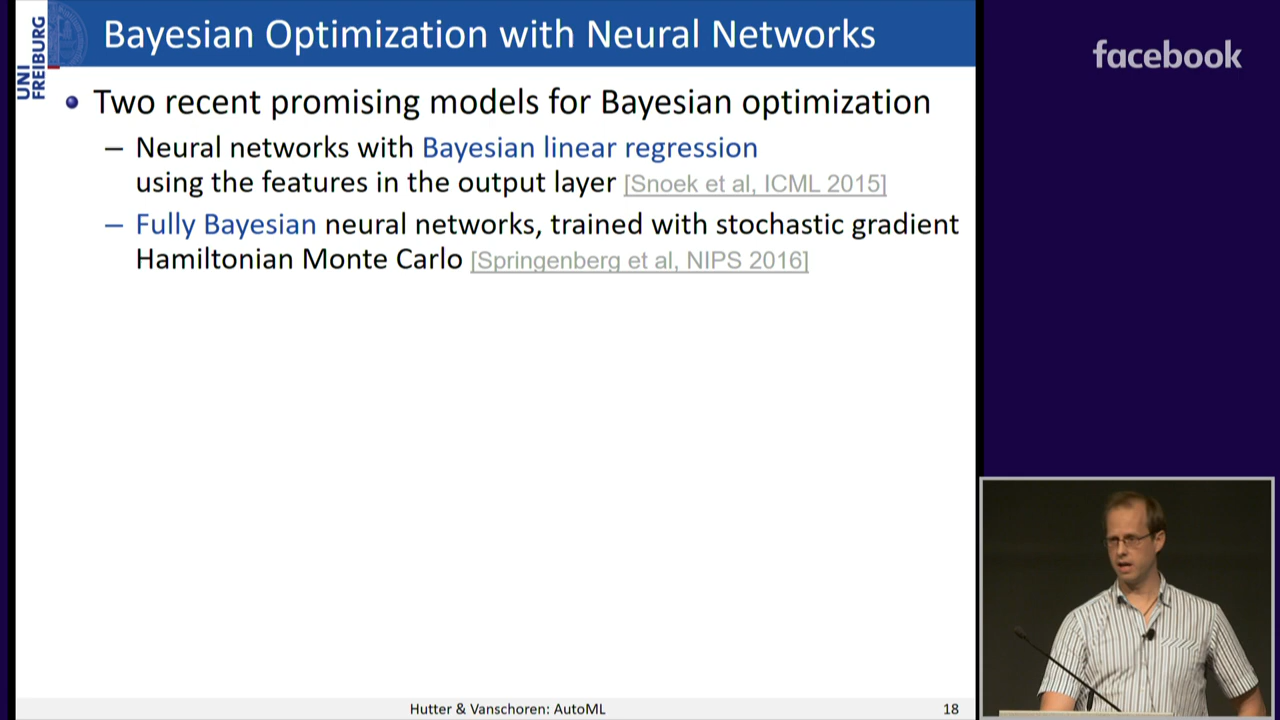 UNI
FREIBURG
Bayesian Optimization with Neural Networks
facebook
Two recent promising models for Bayesian optimization
– Neural networks with Bayesian linear regression
using the features in the output layer [Snoek et al, ICML 2015]
– Fully Bayesian neural networks, trained with stochastic gradient
Hamiltonian Monte Carlo [Springenberg et al, NIPS 2016]
Hutter & Vanschoren: AutoML
18